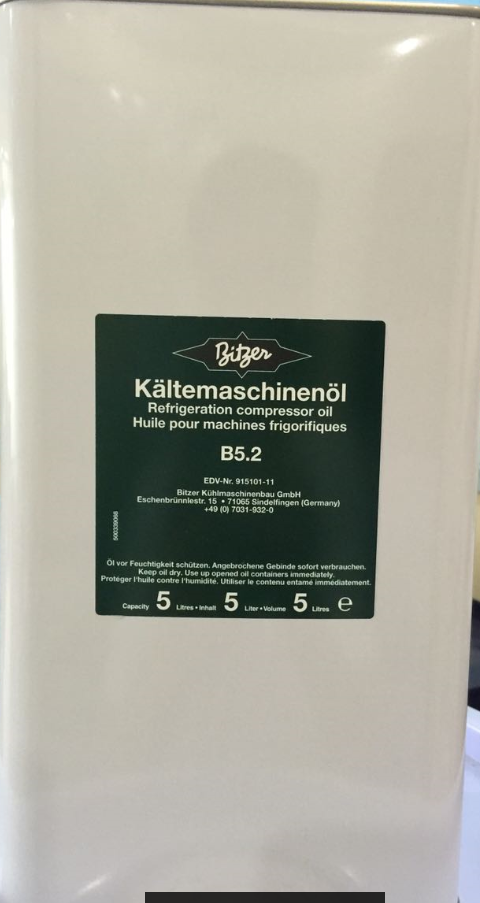 Bitzer
Kältemaschinenöl
Refrigeration compressor oil
Huile pour machines frigorifiques
B5.2
EDV-Nr. 915101-11
Bitzer Kühlmaschinenbau GmbH
Eschenbrünnlestr. 15 • 71065 Sindelfingen (Germany)
+49 (0) 7031-932-0
Öl vor Feuchtigkeit schützen. Angebrochene Gebinde sofort verbrauchen.
Keep oil dry. Use up opened oil containers immediately.
Protéger l'huile contre l'humidité. Utiliser le contenu entamé immédiatement.
Capacity 5 Litres • Inhalt 5 Liter • Volume 5 Litres ℮